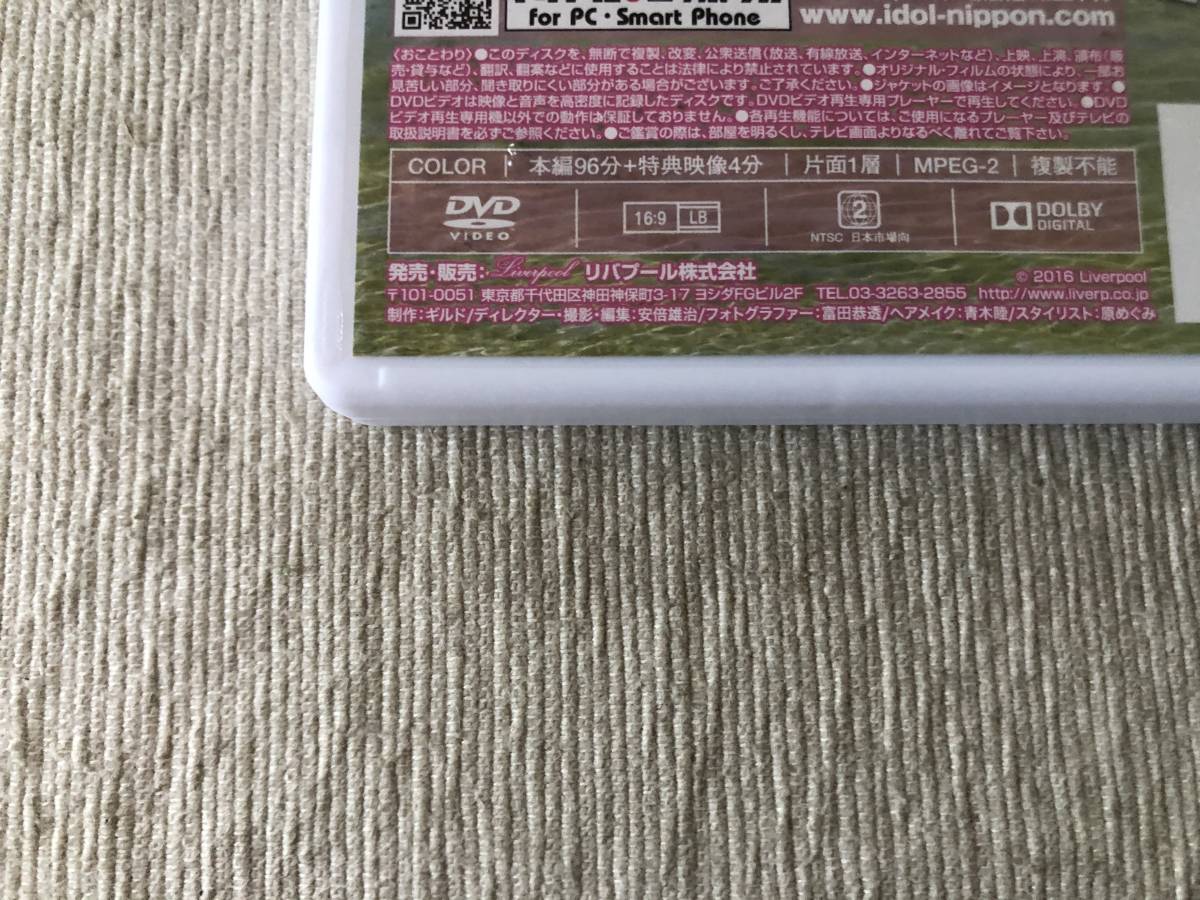 for PC・Smart Phone
www.idol-nippon.com
〈おことわり〉●このディスクを、無断で複製、改変、公衆送信(放送、有線放送、インターネットなど)、上映、上演、頒布(販
売・貸与など)、翻訳、翻案などに使用することは法律により禁止されています。●オリジナル・フィルムの状態により、一部お
見苦しい部分、聞き取りにくい部分がある場合がございます。ご了承ください。●ジャケットの画像はイメージとなります。●
DVDビデオは映像と音声を高密度に記録したディスクです。DVDビデオ再生専用プレーヤーで再生してください。●DVD
ビデオ再生専用機以外での動作は保証しておりません。●各再生機能については、ご使用になるプレーヤー及びテレビの
取扱説明書を必ずご参照ください。●ご鑑賞の際は、部屋を明るくし、テレビ画面よりなるべく離れてご覧下さい。
COLOR 本編96分+特典映像4分 片面1層 MPEG-2 複製不能
DVD VIDEO 16:9 LB 2 NTSC 日本市場向 DOLBY DIGITAL
発売・販売: Liverpool リバプール株式会社 © 2016 Liverpool
〒101-0051 東京都千代田区神田神保町3-17 ヨシダFGビル2F TEL.03-3263-2855 http://www.liverp.co.jp
制作:ギルド/ディレクター・撮影・編集:安倍雄治/フォトグラファー:富田恭透/ヘアメイク:青木睦/スタイリスト:原めぐみ